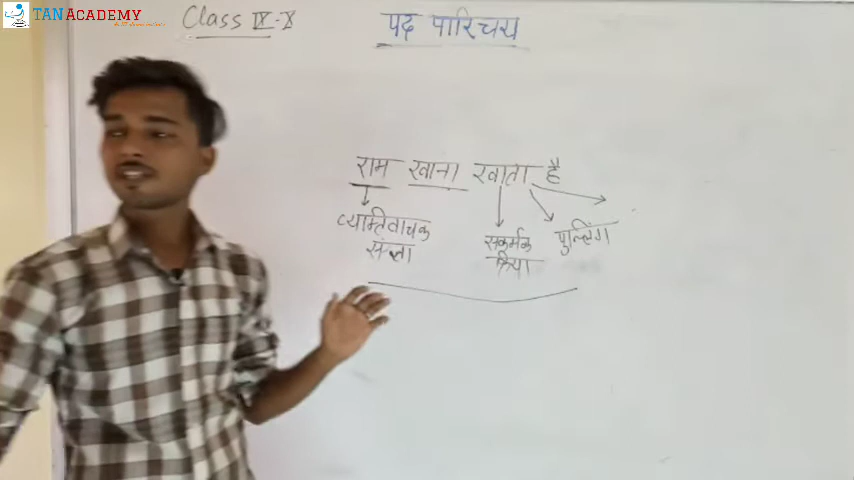 TAN ACADEMY
Class IX-X
पद परिचय
राम खाना खाता है
व्यक्तिवाचक
संज्ञा
सकर्मक
क्रिया
पुल्लिंग